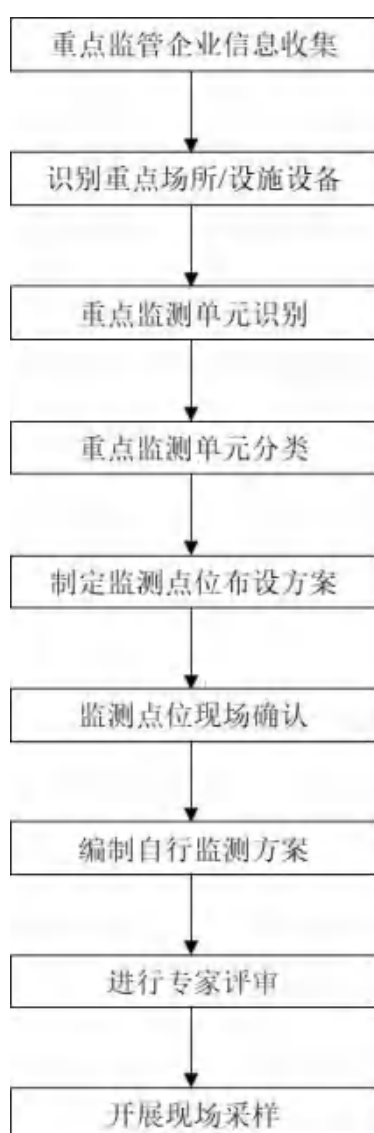 重点监管企业信息收集
识别重点场所/设施设备
重点监测单元识别
重点监测单元分类
制定监测点位布设方案
监测点位现场确认
编制自行监测方案
进行专家评审
开展现场采样